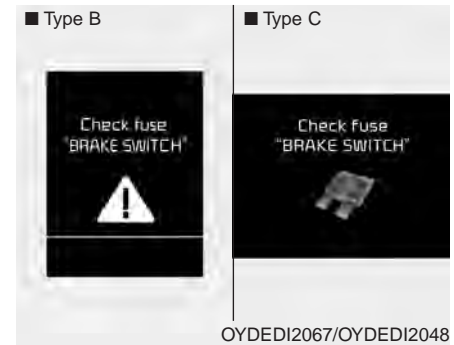 ■ Type B
■ Type C
Check fuse
"BRAKE SWITCH"
Check fuse
"BRAKE SWITCH"
OYDEDI2067/OYDEDI2048